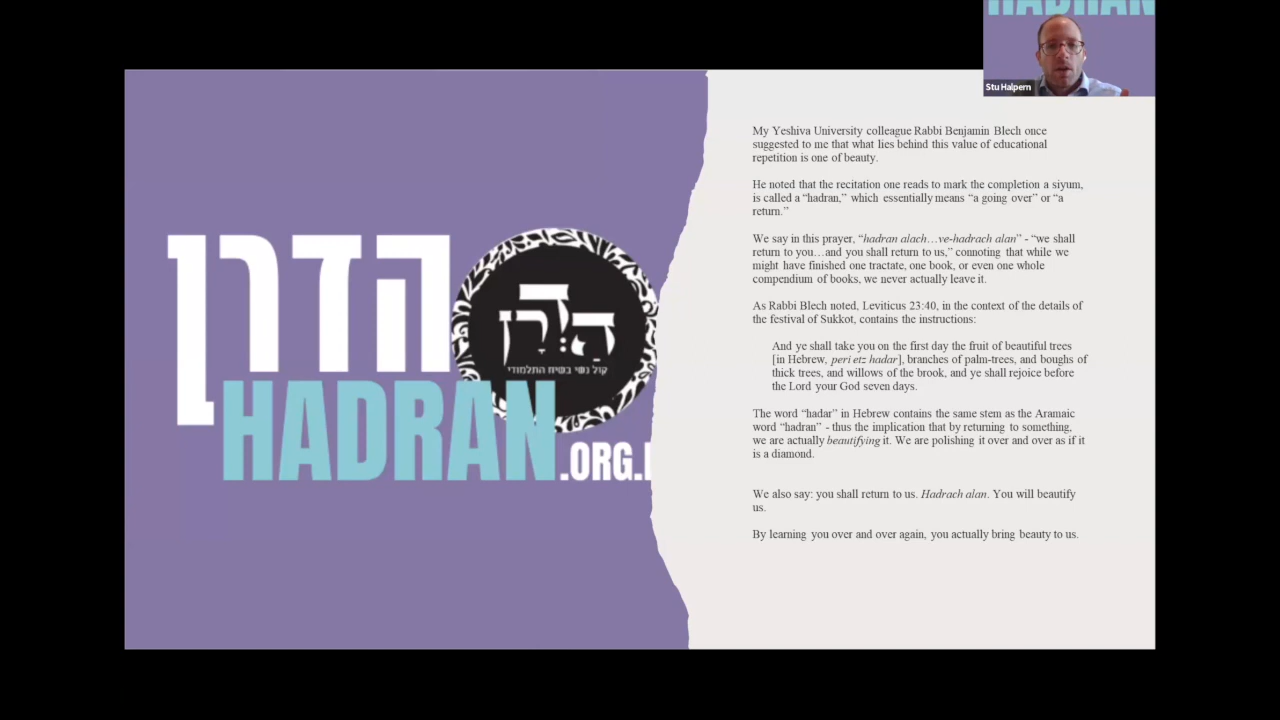 HADRAN
Stu Halpern
הדרן
הַדְרָן
קול נשי בשיח התלמודי
HADRAN.ORG.
My Yeshiva University colleague Rabbi Benjamin Blech once
suggested to me that what lies behind this value of educational
repetition is one of beauty.
He noted that the recitation one reads to mark the completion a siyum,
is called a “hadran,” which essentially means “a going over” or “a
return.”
We say in this prayer, “hadran alach…ve-hadrach alan” - “we shall
return to you…and you shall return to us,” connoting that while we
might have finished one tractate, one book, or even one whole
compendium of books, we never actually leave it.
As Rabbi Blech noted, Leviticus 23:40, in the context of the details of
the festival of Sukkot, contains the instructions:
And ye shall take you on the first day the fruit of beautiful trees
[in Hebrew, peri etz hadar], branches of palm-trees, and boughs of
thick trees, and willows of the brook, and ye shall rejoice before
the Lord your God seven days.
The word “hadar” in Hebrew contains the same stem as the Aramaic
word “hadran” - thus the implication that by returning to something,
we are actually beautifying it. We are polishing it over and over as if it
is a diamond.
We also say: you shall return to us. Hadrach alan. You will beautify
us.
By learning you over and over again, you actually bring beauty to us.